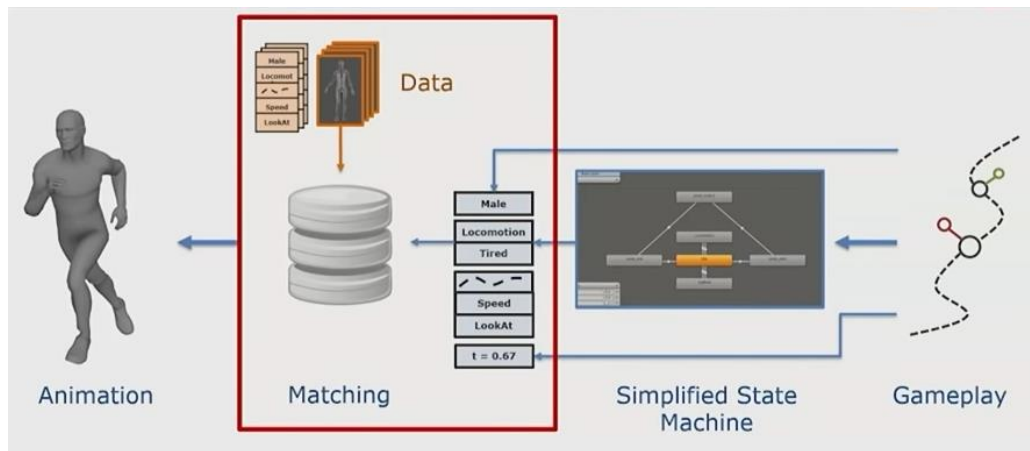 Male
Locomot
Speed
LookAt
Data
Male
Locomotion
Tired
Speed
LookAt
t = 0.67
Animation
Matching
Simplified State
Machine
Gameplay